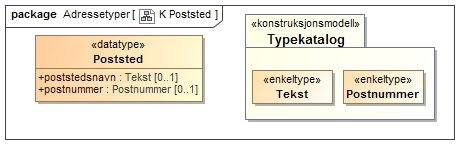 package Adressetyper [ K Poststed ]
«datatype»
Poststed
+poststedsnavn : Tekst [0..1]
+postnummer : Postnummer [0..1]
«konstruksjonsmodell»
Typekatalog
«enkeltype»
Tekst
«enkeltype»
Postnummer